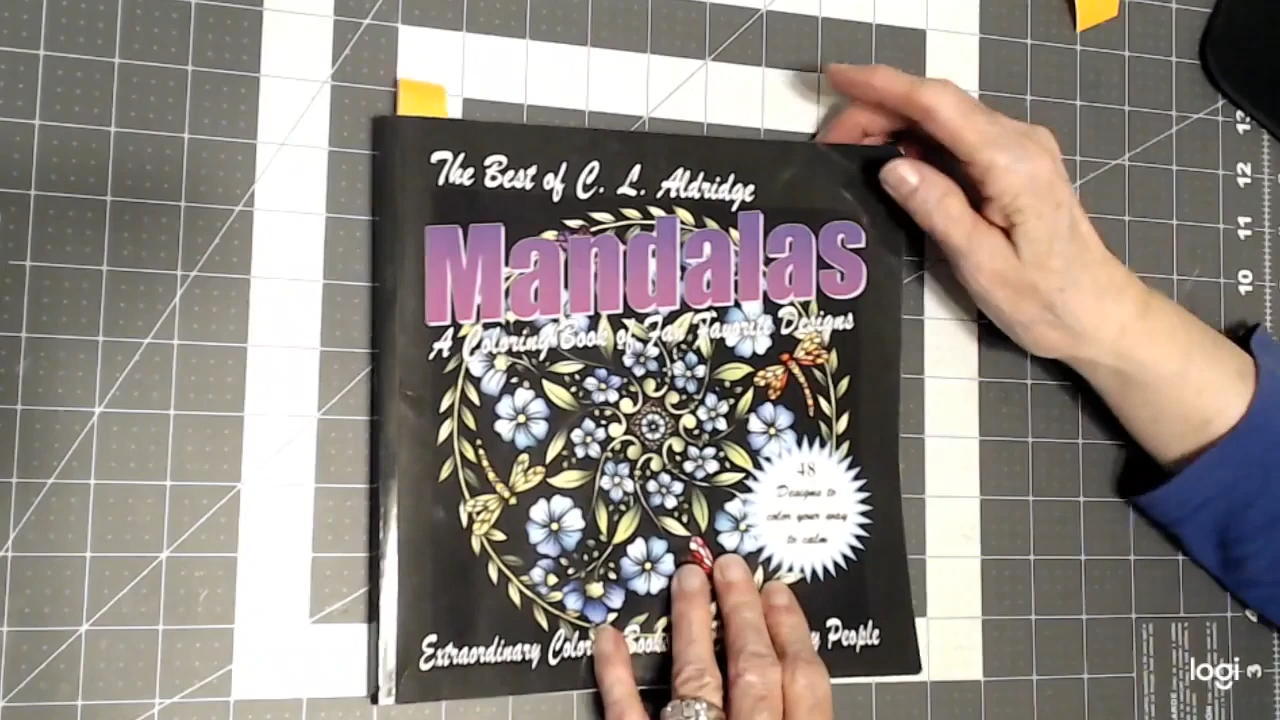 The Best of C. L. Aldridge
Mandalas
A Coloring Book of Fan Favorite Designs
48
Designs to
color your way
to calm
Extraordinary People
13
12
11
10
3
logi